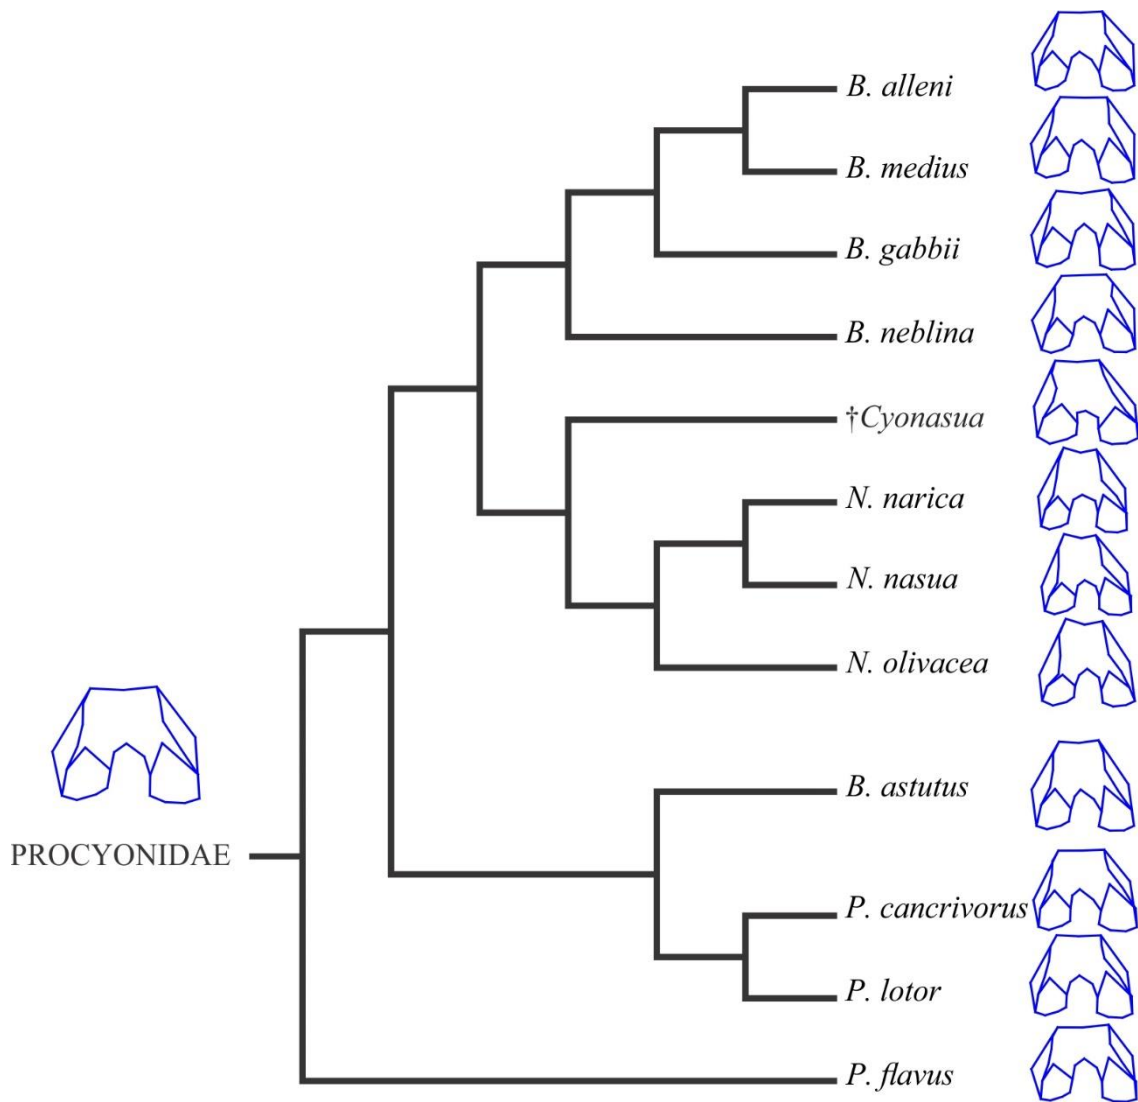 B. alleni
B. medius
B. gabbii
B. neblina
†Cyonasua
N. narica
N. nasua
N. olivacea
B. astutus
PROCYONIDAE
P. cancrivorus
P. lotor
P. flavus